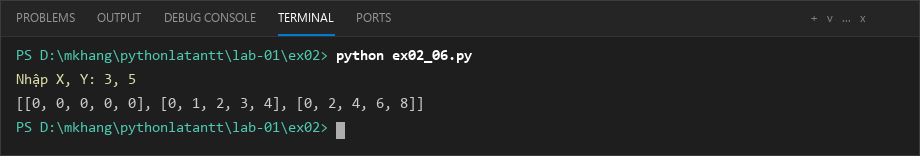 PROBLEMS OUTPUT DEBUG CONSOLE TERMINAL PORTS + v ... x
PS D:\mkhang\pythonlatantt\lab-01\ex02> python ex02_06.py
Nhập X, Y: 3, 5
[[0, 0, 0, 0, 0], [0, 1, 2, 3, 4], [0, 2, 4, 6, 8]]
PS D:\mkhang\pythonlatantt\lab-01\ex02>